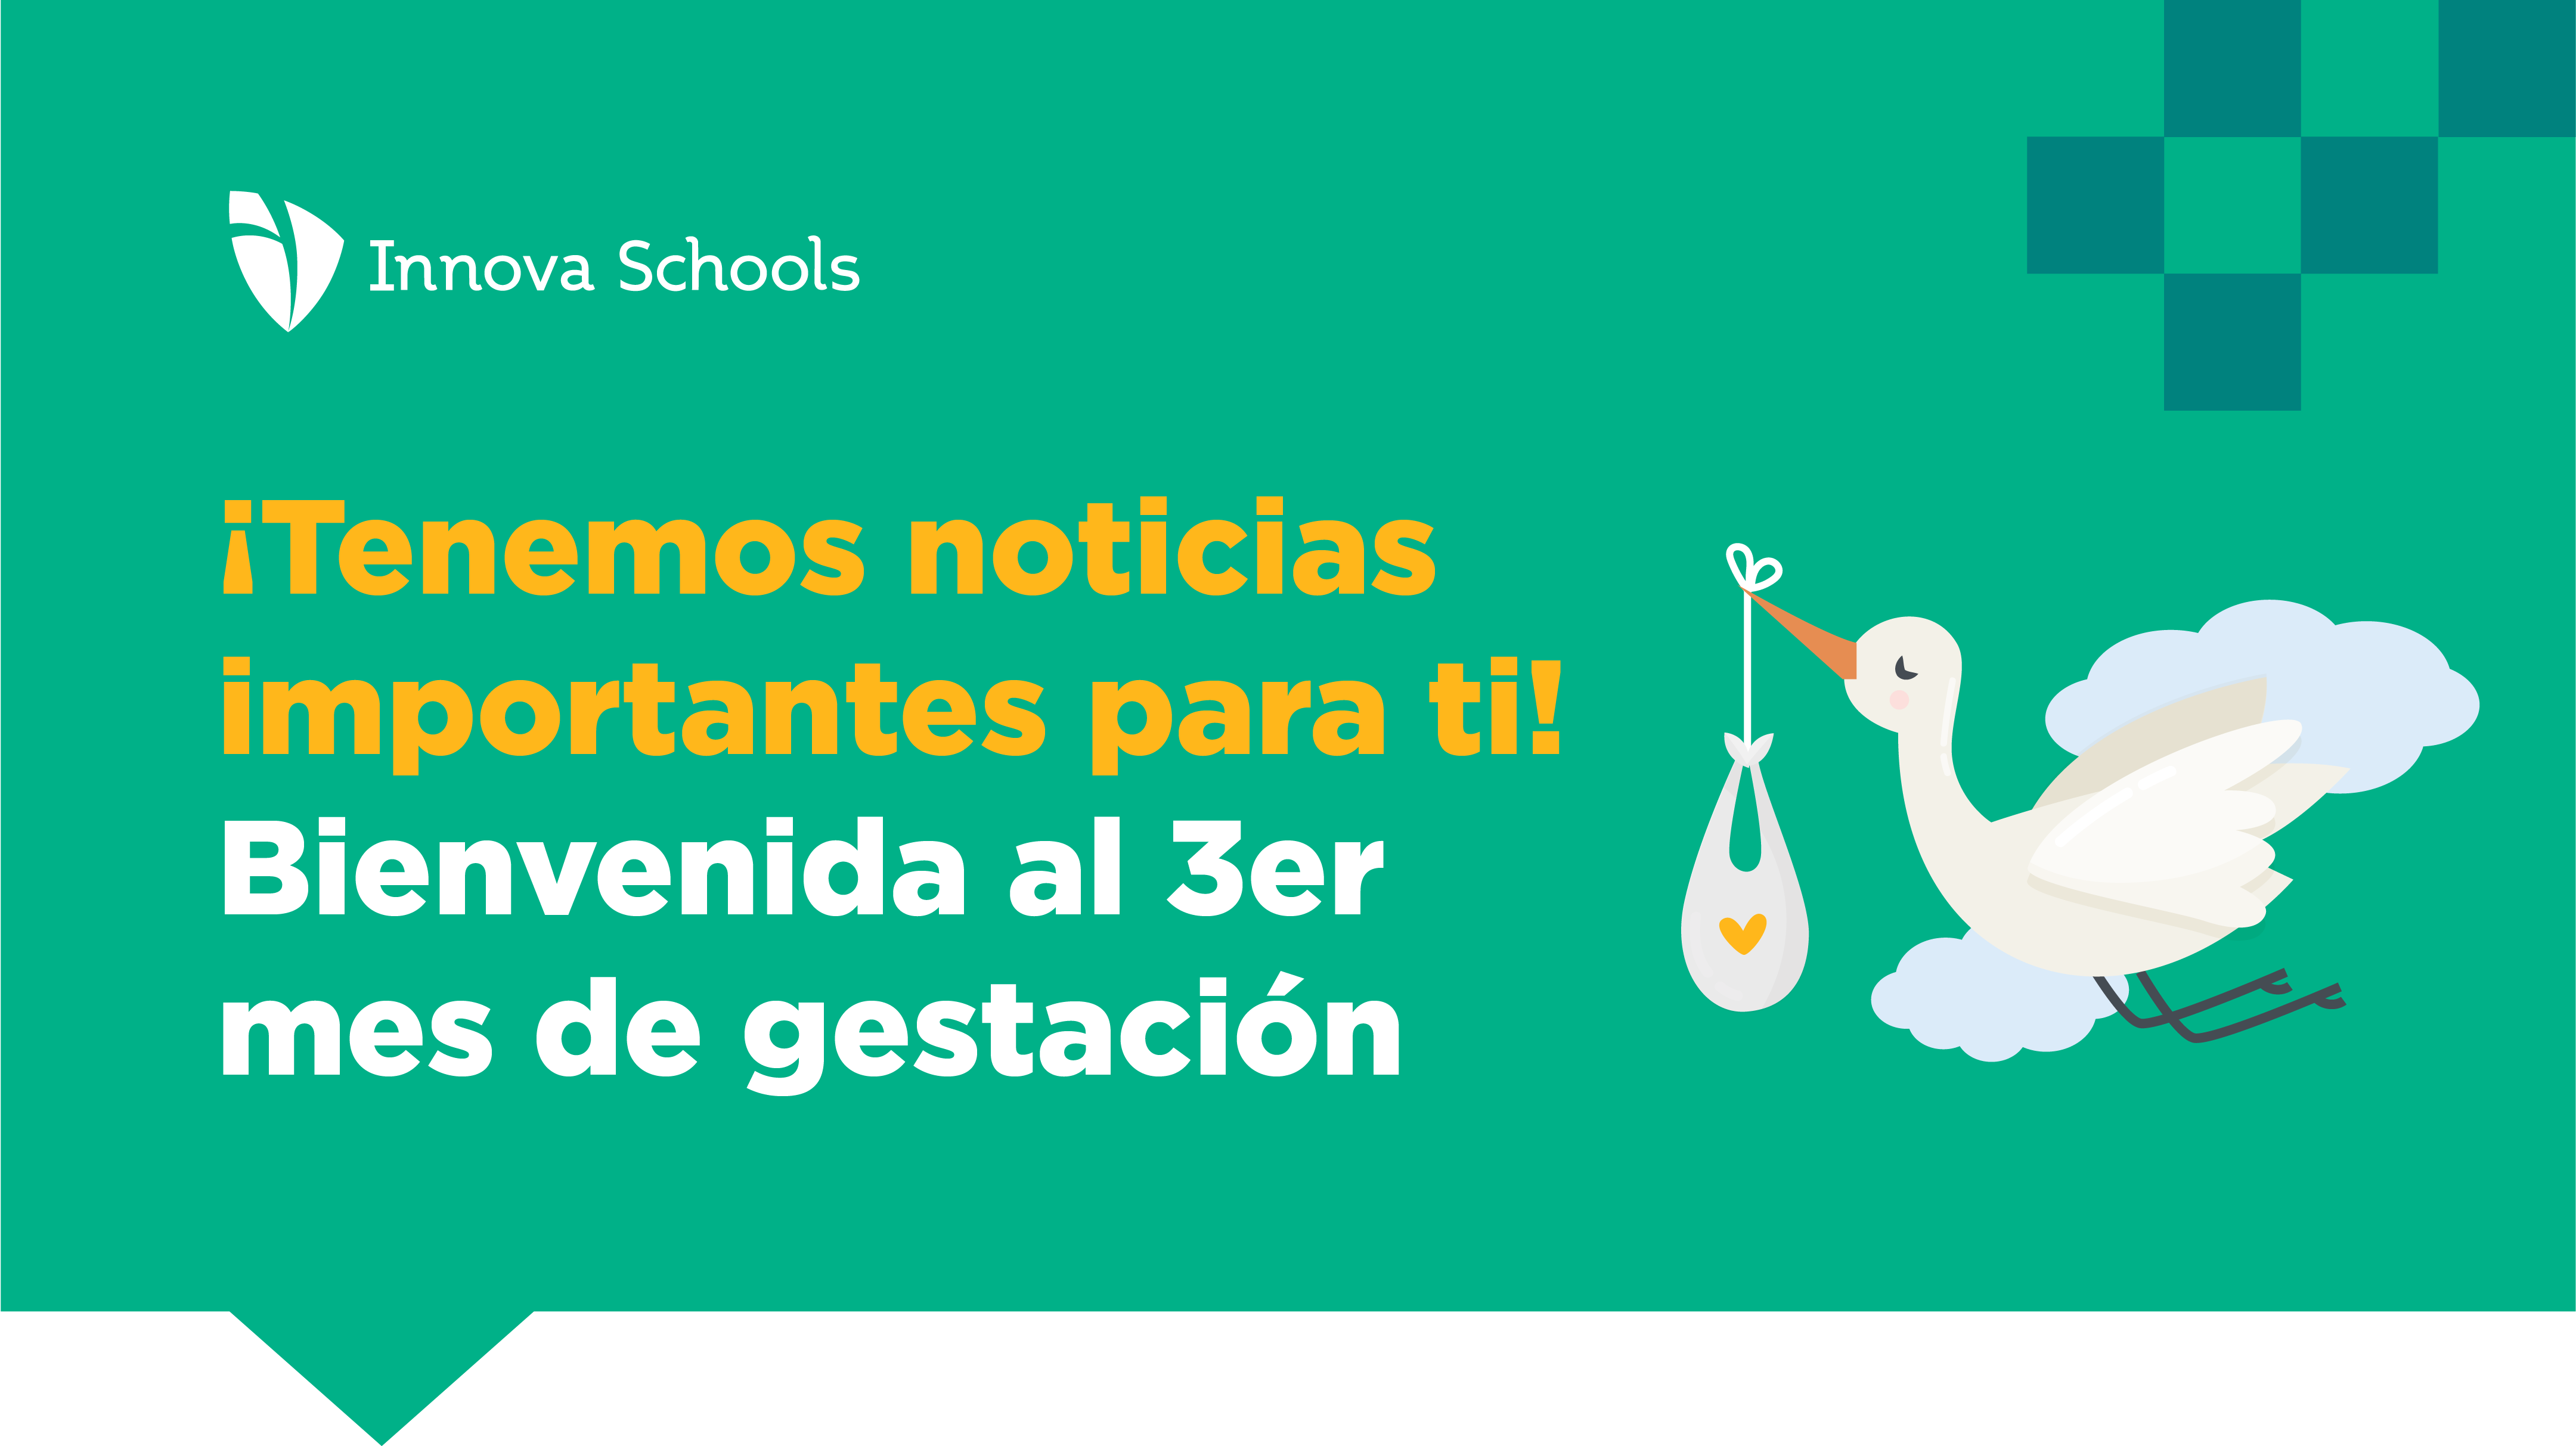 Innova Schools
¡Tenemos noticias
importantes para ti!
Bienvenida al 3er
mes de gestación